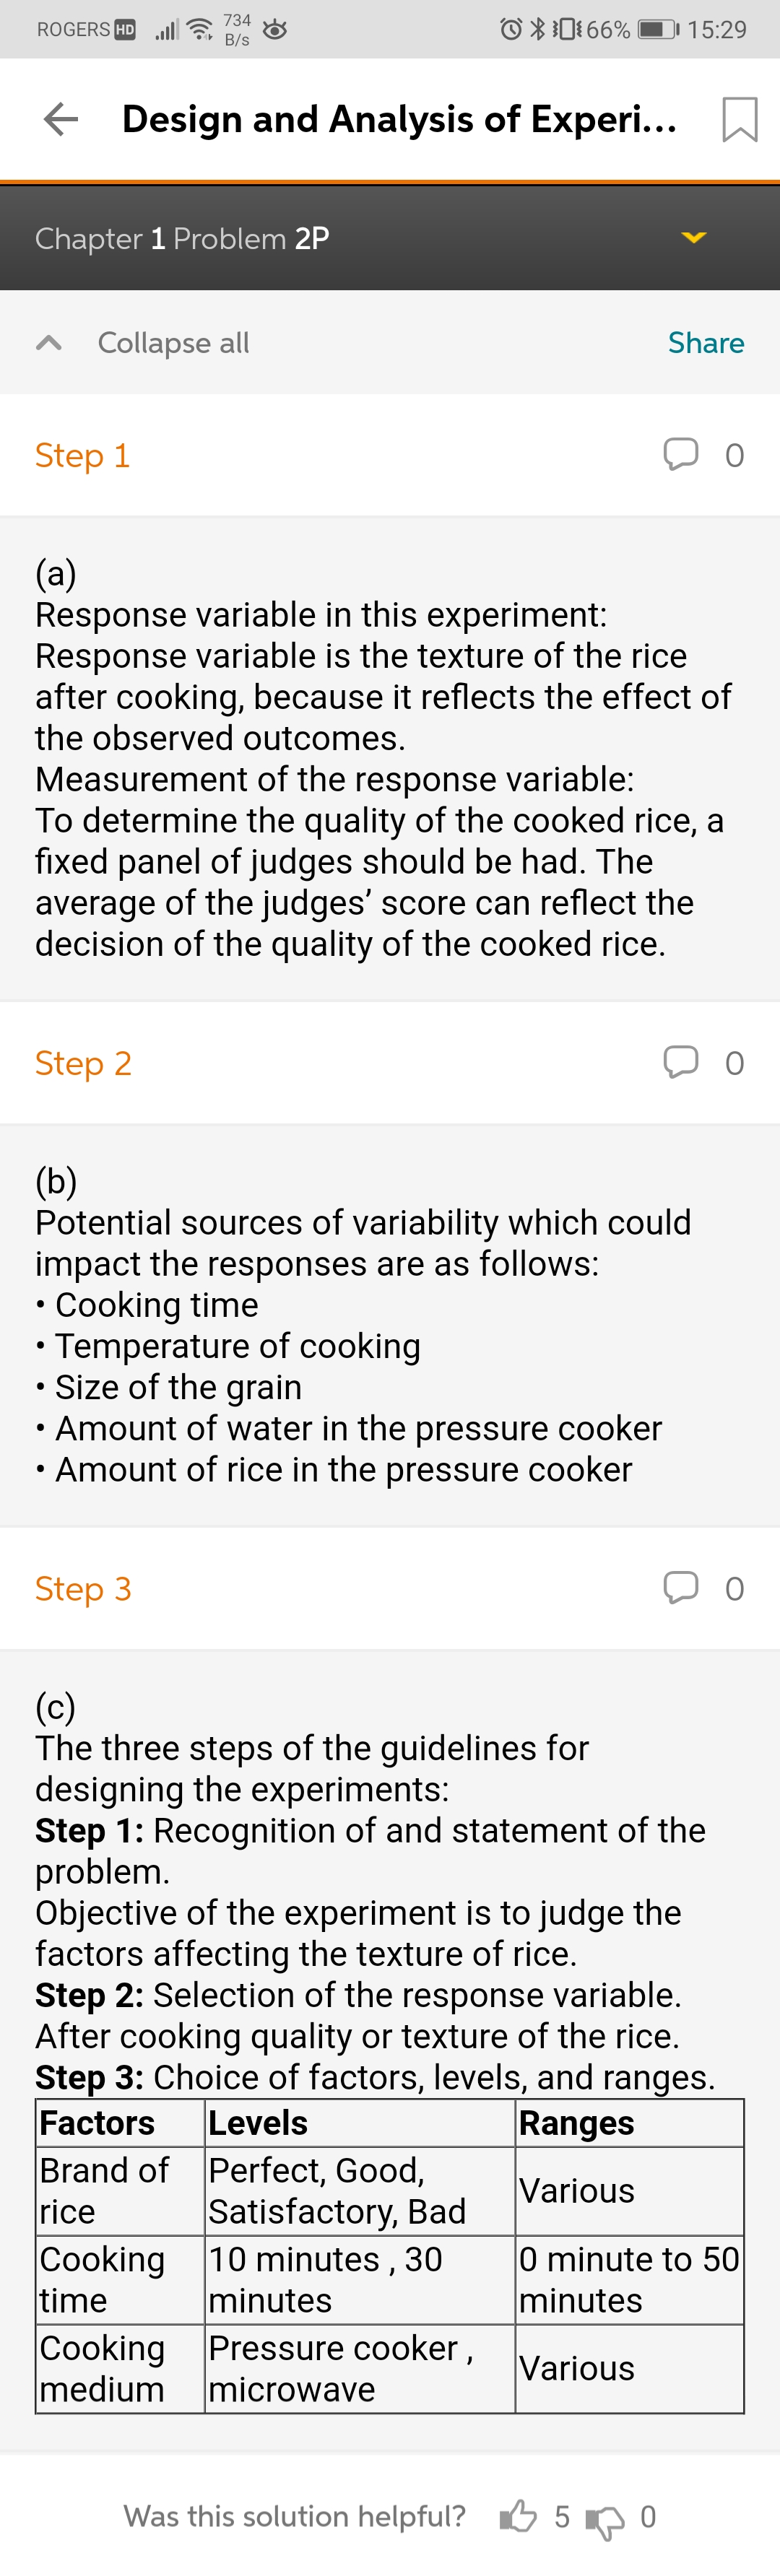 ROGERS HD 734 B/s 66% 15:29
Design and Analysis of Experi...
Chapter 1 Problem 2P
Collapse all Share
Step 1 0
(a)
Response variable in this experiment:
Response variable is the texture of the rice
after cooking, because it reflects the effect of
the observed outcomes.
Measurement of the response variable:
To determine the quality of the cooked rice, a
fixed panel of judges should be had. The
average of the judges’ score can reflect the
decision of the quality of the cooked rice.
Step 2 0
(b)
Potential sources of variability which could
impact the responses are as follows:
• Cooking time
• Temperature of cooking
• Size of the grain
• Amount of water in the pressure cooker
• Amount of rice in the pressure cooker
Step 3 0
(c)
The three steps of the guidelines for
designing the experiments:
Step 1: Recognition of and statement of the
problem.
Objective of the experiment is to judge the
factors affecting the texture of rice.
Step 2: Selection of the response variable.
After cooking quality or texture of the rice.
Step 3: Choice of factors, levels, and ranges.
Factors Levels Ranges
Brand of rice Perfect, Good, Satisfactory, Bad Various
Cooking time 10 minutes , 30 minutes 0 minute to 50 minutes
Cooking medium Pressure cooker , microwave Various
Was this solution helpful? 5 0